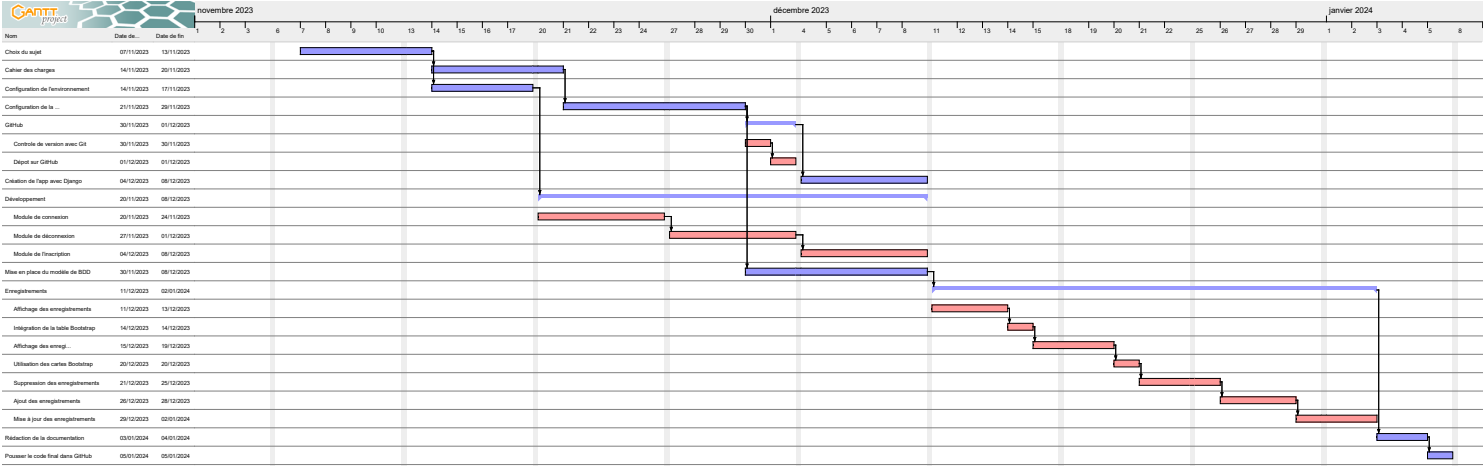 GANTT project
novembre 2023 décembre 2023 janvier 2024
1 2 3 6 7 8 9 10 13 14 15 16 17 20 21 22 23 24 27 28 29 30 1 4 5 6 7 8 11 12 13 14 15 18 19 20 21 22 25 26 27 28 29 1 2 3 4 5 8
Nom Date de... Date de fin
Choix du sujet 07/11/2023 13/11/2023
Cahier des charges 14/11/2023 20/11/2023
Configuration de l'environnement 14/11/2023 17/11/2023
Configuration de la ... 21/11/2023 29/11/2023
GitHub 30/11/2023 01/12/2023
Controle de version avec Git 30/11/2023 30/11/2023
Dépot sur GitHub 01/12/2023 01/12/2023
Création de l'app avec Django 04/12/2023 08/12/2023
Développement 20/11/2023 08/12/2023
Module de connexion 20/11/2023 24/11/2023
Module de déconnexion 27/11/2023 01/12/2023
Module de l'inscription 04/12/2023 08/12/2023
Mise en place du modèle de BDD 30/11/2023 08/12/2023
Enregistrements 11/12/2023 02/01/2024
Affichage des enregistrements 11/12/2023 13/12/2023
Intégration de la table Bootstrap 14/12/2023 14/12/2023
Affichage des enregi... 15/12/2023 19/12/2023
Utilisation des cartes Bootstrap 20/12/2023 20/12/2023
Suppression des enregistrements 21/12/2023 25/12/2023
Ajout des enregistrements 26/12/2023 28/12/2023
Mise à jour des enregistrements 29/12/2023 02/01/2024
Rédaction de la documentation 03/01/2024 04/01/2024
Pousser le code final dans GitHub 05/01/2024 05/01/2024